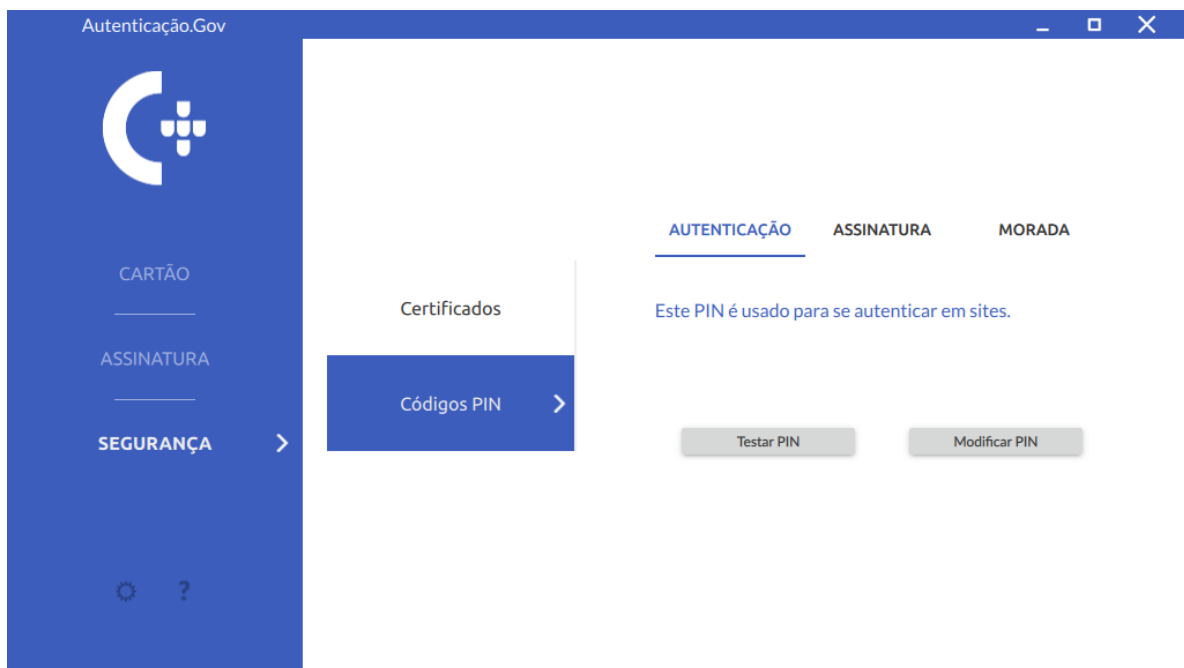 Autenticação.Gov
CARTÃO
ASSINATURA
SEGURANÇA
?
Certificados
Códigos PIN
AUTENTICAÇÃO ASSINATURA MORADA
Este PIN é usado para se autenticar em sites.
Testar PIN Modificar PIN